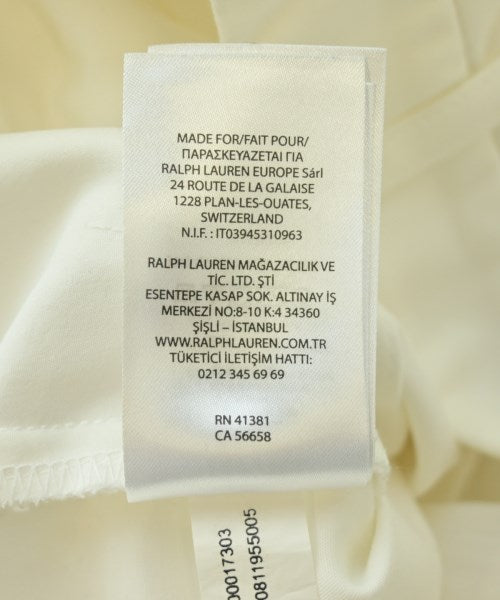 MADE FOR/FAIT POUR/
ΠΑΡΑΣΚΕΥΑΖΕΤΑΙ ΓΙΑ
RALPH LAUREN EUROPE Sárl
24 ROUTE DE LA GALAISE
1228 PLAN-LES-OUATES,
SWITZERLAND
N.I.F. : IT03945310963
RALPH LAUREN MAĞAZACILIK VE
TİC. LTD. ŞTİ
ESENTEPE KASAP SOK. ALTINAY İŞ
MERKEZİ NO:8-10 K:4 34360
ŞİŞLİ – İSTANBUL
WWW.RALPHLAUREN.COM.TR
TÜKETİCİ İLETİŞİM HATTI:
0212 345 69 69
RN 41381
CA 56658
00017303
0811955005